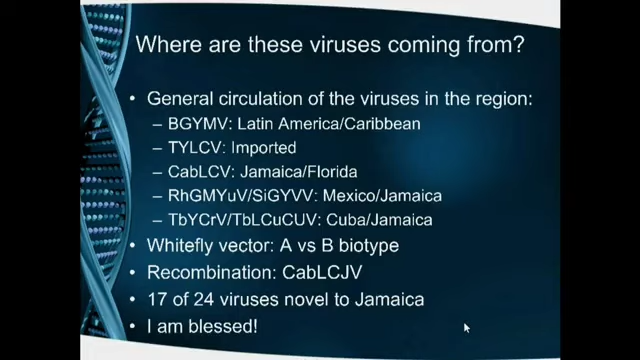 Where are these viruses coming from?
• General circulation of the viruses in the region:
– BGYMV: Latin America/Caribbean
– TYLCV: Imported
– CabLCV: Jamaica/Florida
– RhGMYuV/SiGYVV: Mexico/Jamaica
– TbYCrV/TbLCuCUV: Cuba/Jamaica
• Whitefly vector: A vs B biotype
• Recombination: CabLCJV
• 17 of 24 viruses novel to Jamaica
• I am blessed!